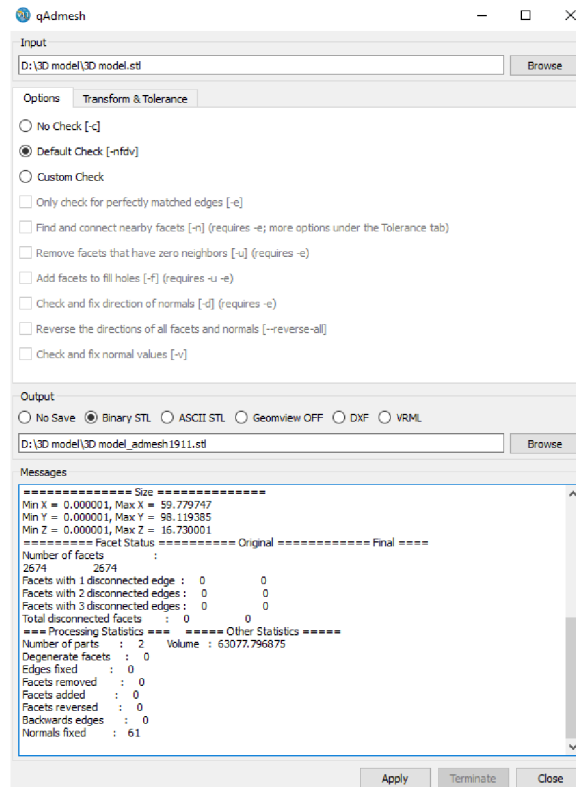 qAdmesh
Input
D:\3D model\3D model.stl
Browse
Options Transform & Tolerance
No Check [-c]
Default Check [-nfdv]
Custom Check
Only check for perfectly matched edges [-e]
Find and connect nearby facets [-n] (requires -e; more options under the Tolerance tab)
Remove facets that have zero neighbors [-u] (requires -e)
Add facets to fill holes [-f] (requires -u -e)
Check and fix direction of normals [-d] (requires -e)
Reverse the directions of all facets and normals [--reverse-all]
Check and fix normal values [-v]
Output
No Save Binary STL ASCII STL Geomview OFF DXF VRML
D:\3D model\3D model_admesh1911.stl
Browse
Messages
============== Size ==============
Min X = 0.000001, Max X = 59.779747
Min Y = 0.000001, Max Y = 98.119385
Min Z = 0.000001, Max Z = 16.730001
========= Facet Status ========== Original ============ Final ====
Number of facets :
2674 2674
Facets with 1 disconnected edge : 0 0
Facets with 2 disconnected edges : 0 0
Facets with 3 disconnected edges : 0 0
Total disconnected facets : 0 0
=== Processing Statistics === ===== Other Statistics =====
Number of parts : 2 Volume : 63077.796875
Degenerate facets : 0
Edges fixed : 0
Facets removed : 0
Facets added : 0
Facets reversed : 0
Backwards edges : 0
Normals fixed : 61
Apply Terminate Close